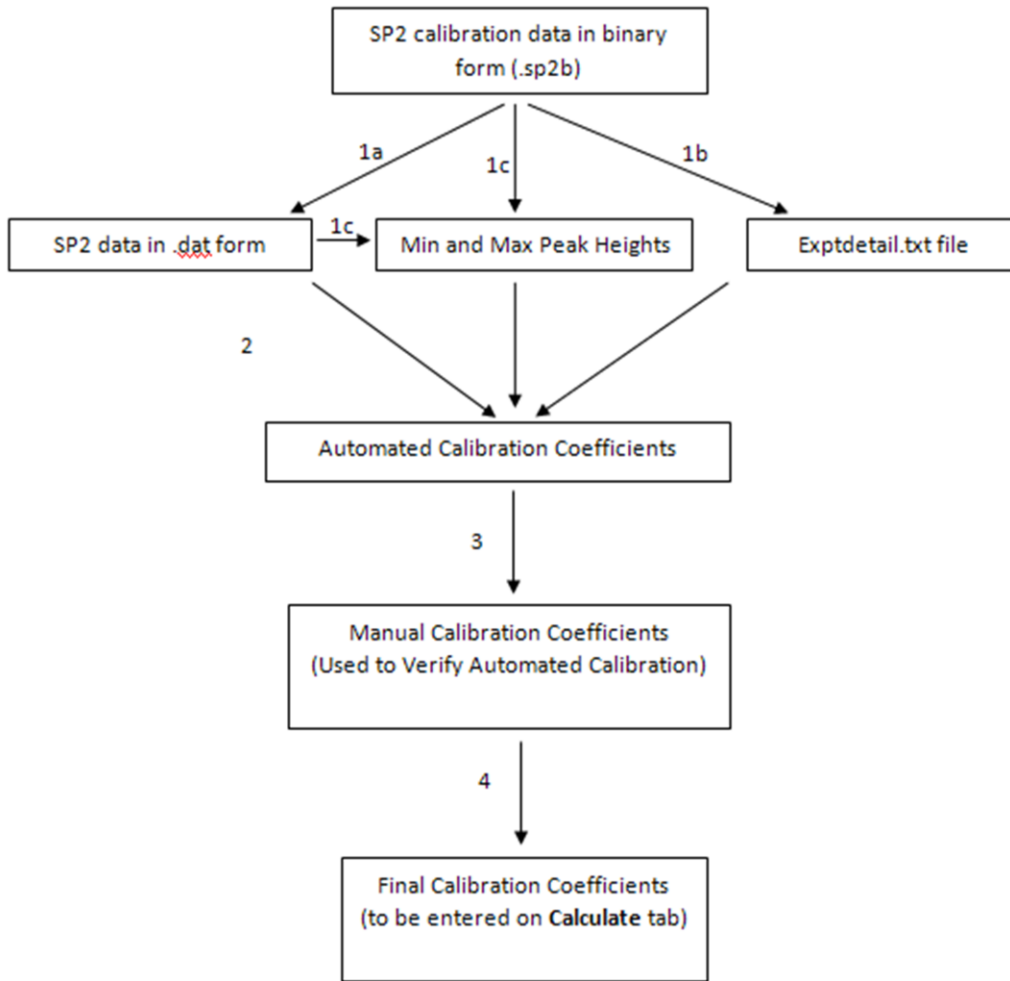 SP2 calibration data in binary
form (.sp2b)
1a
1c
1b
SP2 data in .dat form
1c
Min and Max Peak Heights
Exptdetail.txt file
2
Automated Calibration Coefficients
3
Manual Calibration Coefficients
(Used to Verify Automated Calibration)
4
Final Calibration Coefficients
(to be entered on Calculate tab)